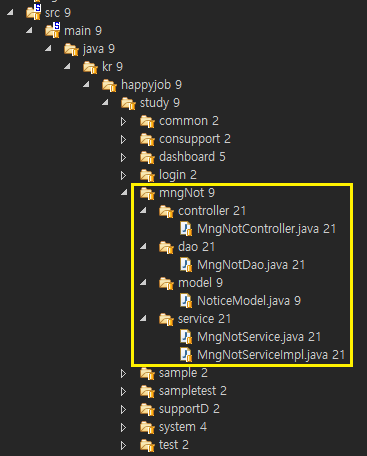 src 9
main 9
java 9
kr 9
happyjob 9
study 9
common 2
consupport 2
dashboard 5
login 2
mngNot 9
controller 21
MngNotController.java 21
dao 21
MngNotDao.java 21
model 9
NoticeModel.java 9
service 21
MngNotService.java 21
MngNotServiceImpl.java 21
sample 2
sampletest 2
supportD 2
system 4
test 2